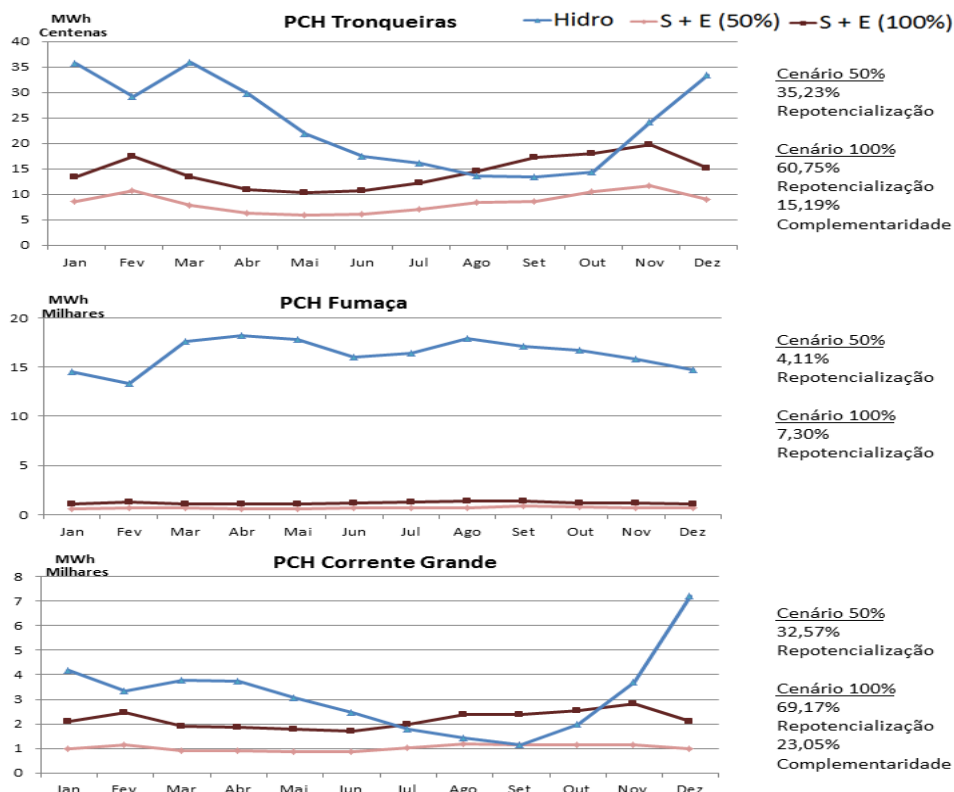 MWh
Centenas
PCH Tronqueiras
Hidro
S + E (50%)
S + E (100%)
40
35
30
25
20
15
10
5
0
Jan Fev Mar Abr Mai Jun Jul Ago Set Out Nov Dez
Cenário 50%
35,23%
Repotencialização
Cenário 100%
60,75%
Repotencialização
15,19%
Complementaridade
MWh
Milhares
PCH Fumaça
20
15
10
5
0
Jan Fev Mar Abr Mai Jun Jul Ago Set Out Nov Dez
Cenário 50%
4,11%
Repotencialização
Cenário 100%
7,30%
Repotencialização
MWh
Milhares
PCH Corrente Grande
8
7
6
5
4
3
2
1
0
Jan Fev Mar Abr Mai Jun Jul Ago Set Out Nov Dez
Cenário 50%
32,57%
Repotencialização
Cenário 100%
69,17%
Repotencialização
23,05%
Complementaridade